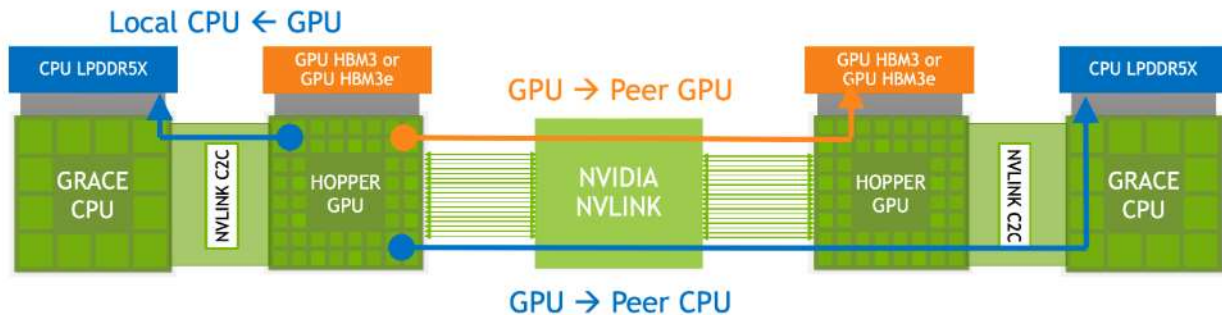 Local CPU ← GPU
CPU LPDDR5X
GPU HBM3 or
GPU HBM3e
GPU HBM3 or
GPU HBM3e
CPU LPDDR5X
GPU → Peer GPU
GRACE
CPU
NVLINK C2C
HOPPER
GPU
NVIDIA
NVLINK
HOPPER
GPU
NVLINK C2C
GRACE
CPU
GPU → Peer CPU